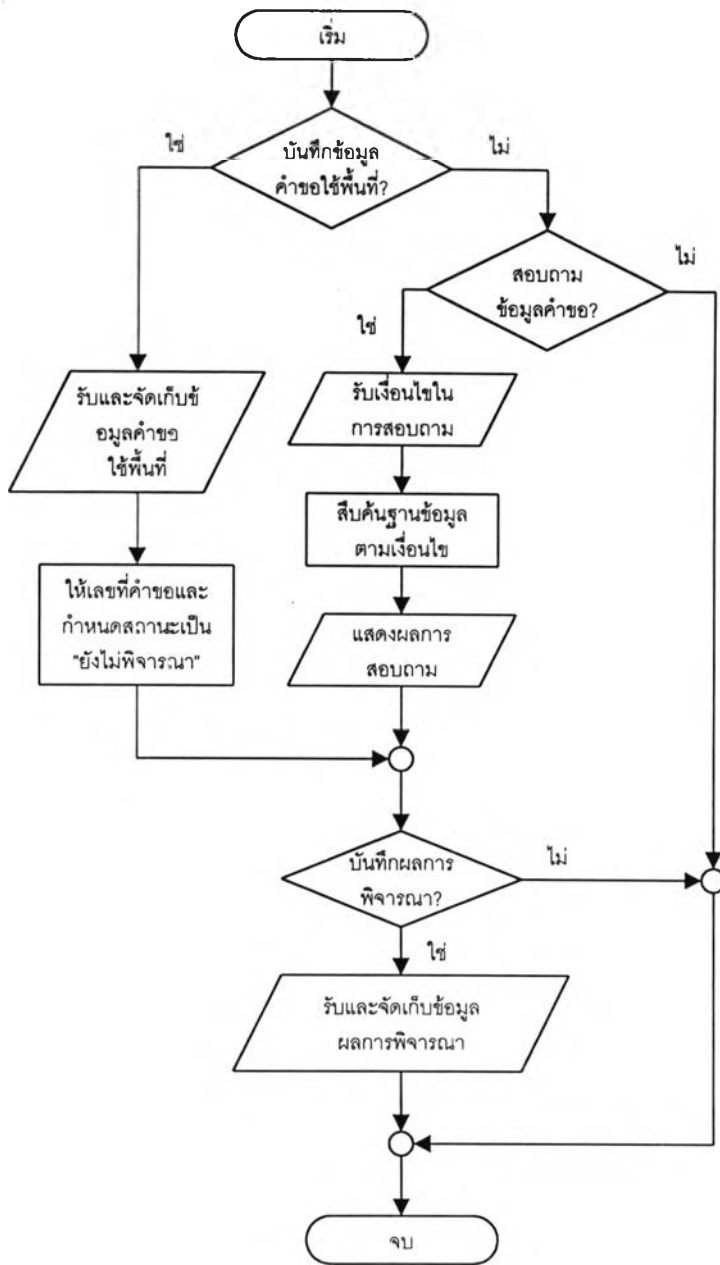 เริ่ม
ใช่
บันทึกข้อมูล
คำขอใช้พื้นที่?
ไม่
สอบถาม
ข้อมูลคำขอ?
ไม่
ใช่
รับและจัดเก็บข้
อมูลคำขอ
ใช้พื้นที่
รับเงื่อนไขใน
การสอบถาม
สืบค้นฐานข้อมูล
ตามเงื่อนไข
ให้เลขที่คำขอและ
กำหนดสถานะเป็น
"ยังไม่พิจารณา"
แสดงผลการ
สอบถาม
บันทึกผลการ
พิจารณา?
ไม่
ใช่
รับและจัดเก็บข้อมูล
ผลการพิจารณา
จบ